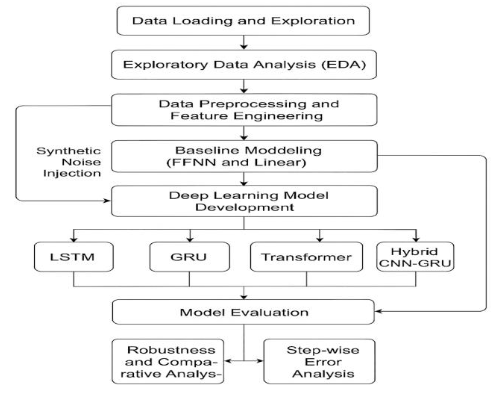 Data Loading and Exploration
Exploratory Data Analysis (EDA)
Data Preprocessing and
Feature Engineering
Synthetic
Noise
Injection
Baseline Moddeling
(FFNN and Linear)
Deep Learning Model
Development
LSTM
GRU
Transformer
Hybrid
CNN-GRU
Model Evaluation
Robustness
and Compa-
rative Analys-
Step-wise
Error
Analysis